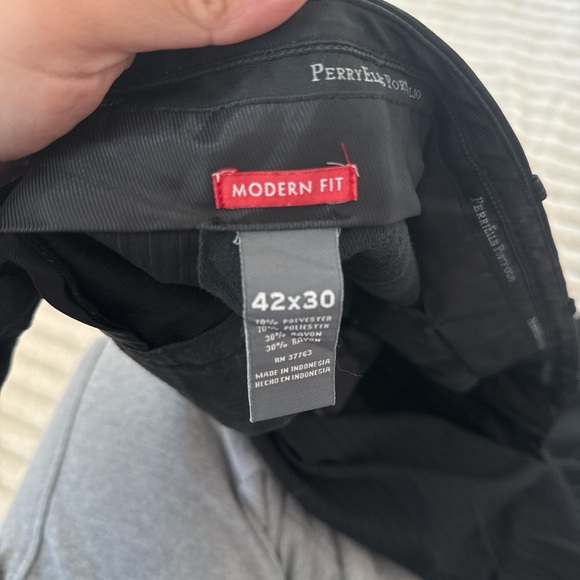 PERRY ELLIS PORTFOLIO
MODERN FIT
42x30
70% POLYESTER
70% POLIESTER
30% RAYON
30% RAYON
RN 37763
MADE IN INDONESIA
HECHO EN INDONESIA
PERRY ELLIS PORTFOLIO